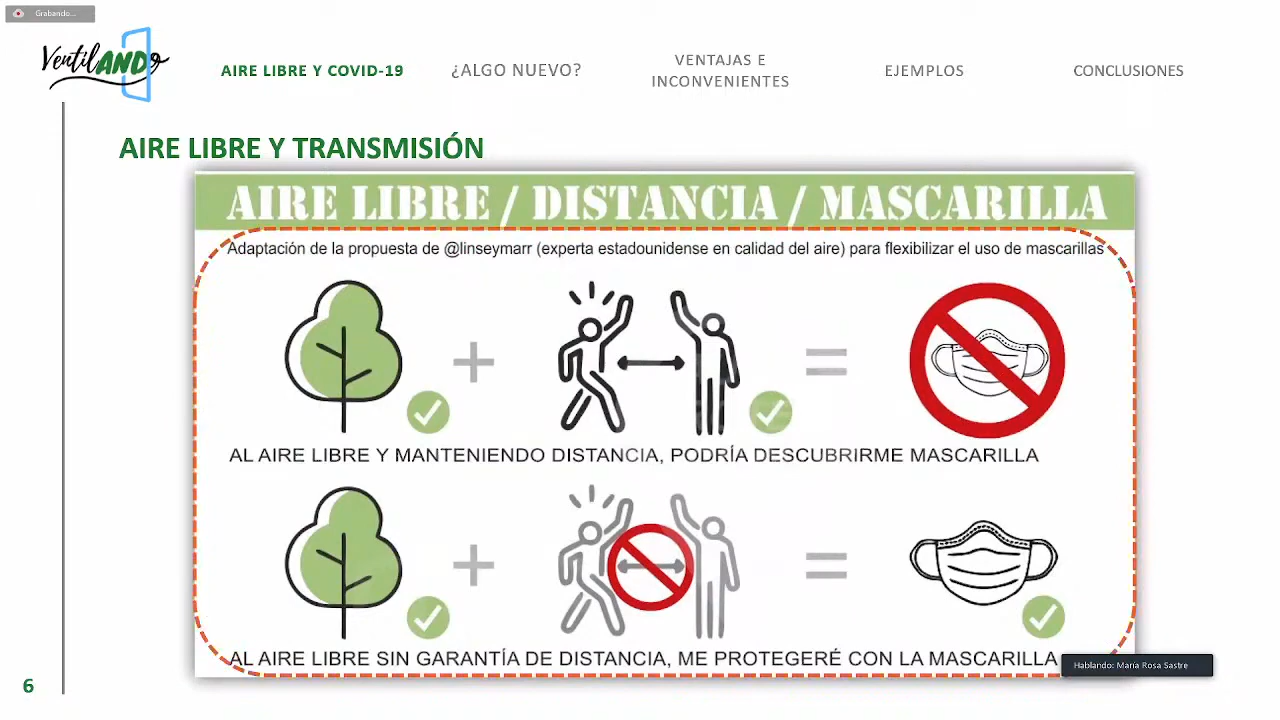 Grabando...
VentilANDo
AIRE LIBRE Y COVID-19
¿ALGO NUEVO?
VENTAJAS E
INCONVENIENTES
EJEMPLOS
CONCLUSIONES
AIRE LIBRE Y TRANSMISIÓN
AIRE LIBRE / DISTANCIA / MASCARILLA
Adaptación de la propuesta de @linseymarr (experta estadounidense en calidad del aire) para flexibilizar el uso de mascarillas
AL AIRE LIBRE Y MANTENIENDO DISTANCIA, PODRÍA DESCUBRIRME MASCARILLA
AL AIRE LIBRE SIN GARANTÍA DE DISTANCIA, ME PROTEGERÉ CON LA MASCARILLA
Hablando: María Rosa Sastre
6